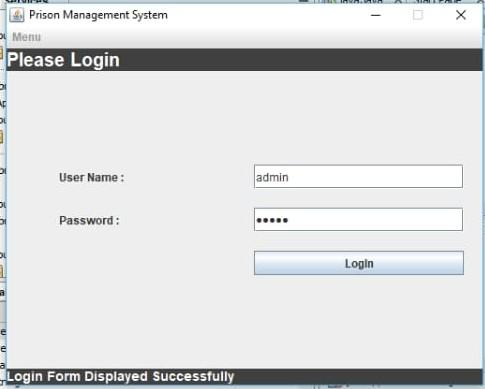 Prison Management System
Menu
Please Login
User Name :
admin
Password :
Login
Login Form Displayed Successfully